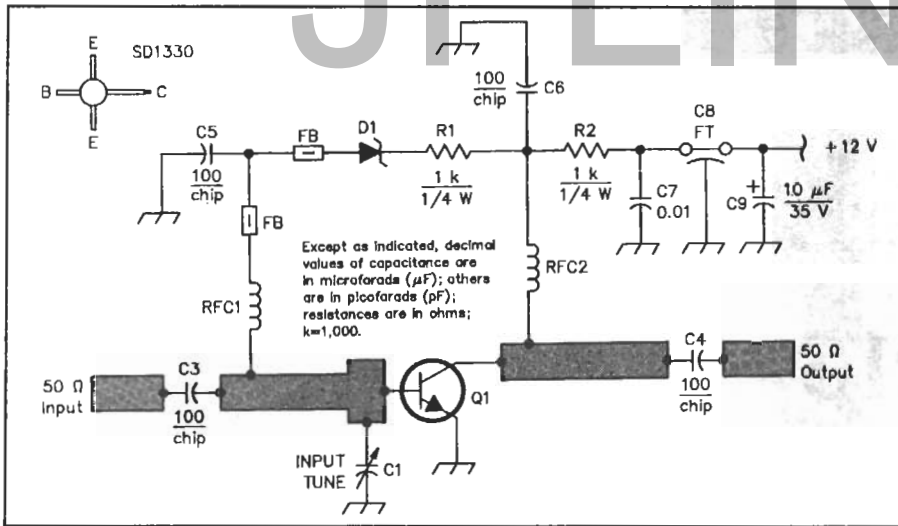 JPLIN
SD1330
E
B
C
E
C5
100
chip
FB
D1
R1
1 k
1/4 W
100
chip
C6
R2
1 k
1/4 W
C8
FT
+12 V
C7
0.01
C9
+
10 µF
35 V
FB
RFC1
Except as indicated, decimal
values of capacitance are
in microfarads (µF); others
are in picofarads (pF);
resistances are in ohms;
k=1,000.
RFC2
50 Ω
Input
C3
100
chip
INPUT
TUNE
C1
Q1
C4
100
chip
50 Ω
Output